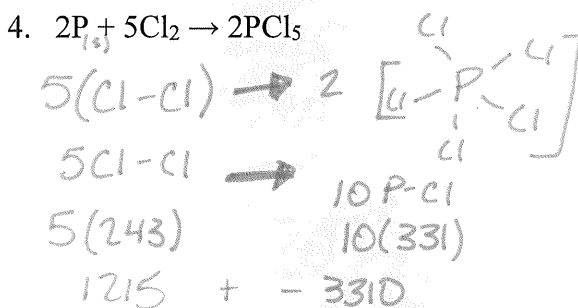 4. 2P(s) + 5Cl₂ → 2PCl₅
5(Cl-Cl) → 2 [Cl-P Cl Cl Cl Cl]
5Cl-Cl → 10 P-Cl
5(243) 10(331)
1215 + - 3310